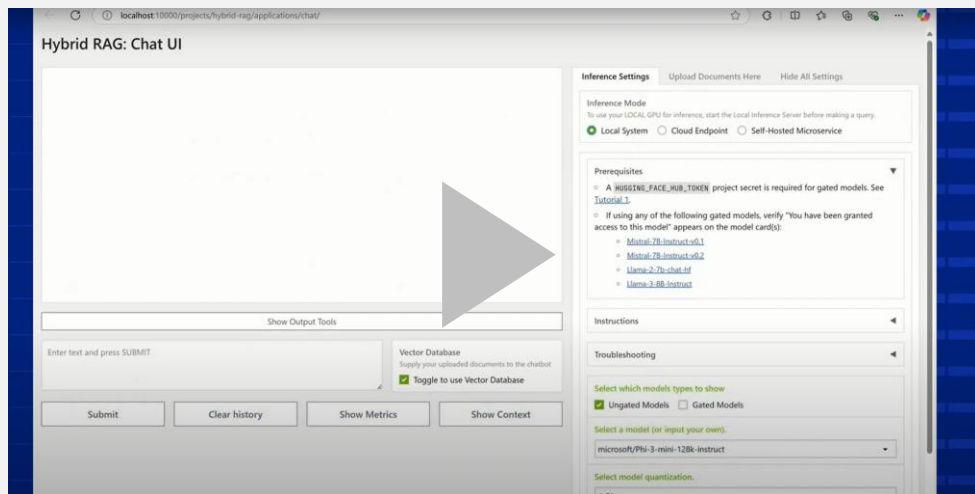 localhost:10000/projects/hybrid-rag/applications/chat/
Hybrid RAG: Chat UI
Inference Settings
Upload Documents Here
Hide All Settings
Inference Mode
To use your LOCAL GPU for inference, start the Local Inference Server before making a query.
Local System
Cloud Endpoint
Self-Hosted Microservice
Prerequisites
A HUGGING_FACE_HUB_TOKEN project secret is required for gated models. See
Tutorial 1.
If using any of the following gated models, verify "You have been granted
access to this model" appears on the model card(s):
Mistral-7B-Instruct-v0.1
Mistral-7B-Instruct-v0.2
Llama-2-7b-chat-hf
Llama-3-8B-Instruct
Show Output Tools
Instructions
Enter text and press SUBMIT
Vector Database
Supply your uploaded documents to the chatbot
Toggle to use Vector Database
Troubleshooting
Submit
Clear history
Show Metrics
Show Context
Select which models types to show
Ungated Models
Gated Models
Select a model (or input your own).
microsoft/Phi-3-mini-128k-instruct
Select model quantization.